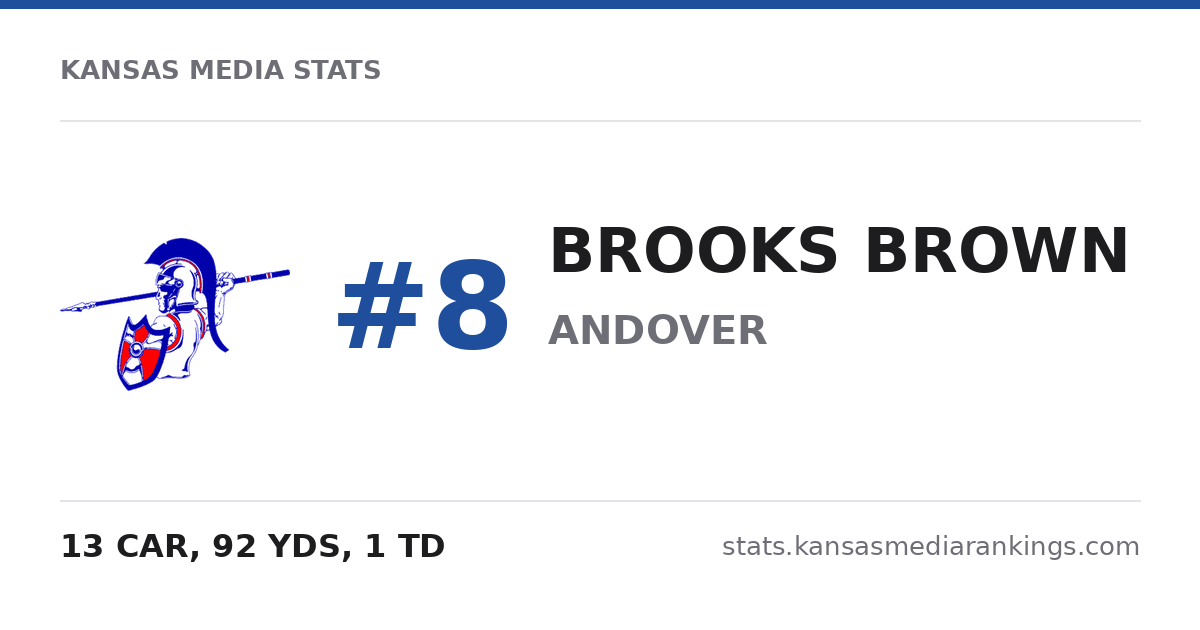 KANSAS MEDIA STATS
#8
BROOKS BROWN
ANDOVER
13 CAR, 92 YDS, 1 TD
stats.kansasmediarankings.com